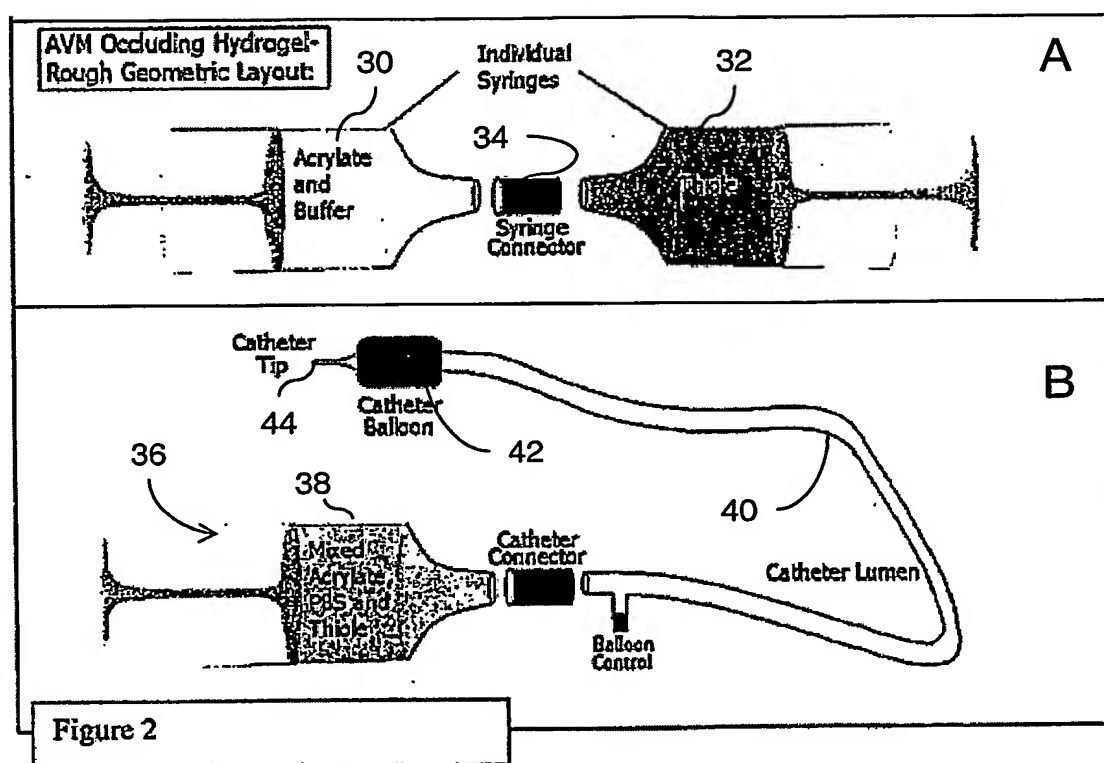 AVM Occluding Hydrogel-
Rough Geometric Layout:
A
30
Individual
Syringes
32
34
Acrylate
and
Buffer
Thiole
Syringe
Connector
B
Catheter
Tip
44
Catheter
Balloon
42
36
38
40
Mixed
Acrylate,
PBS and
Thiole
Catheter
Connector
Catheter Lumen
Balloon
Control
Figure 2